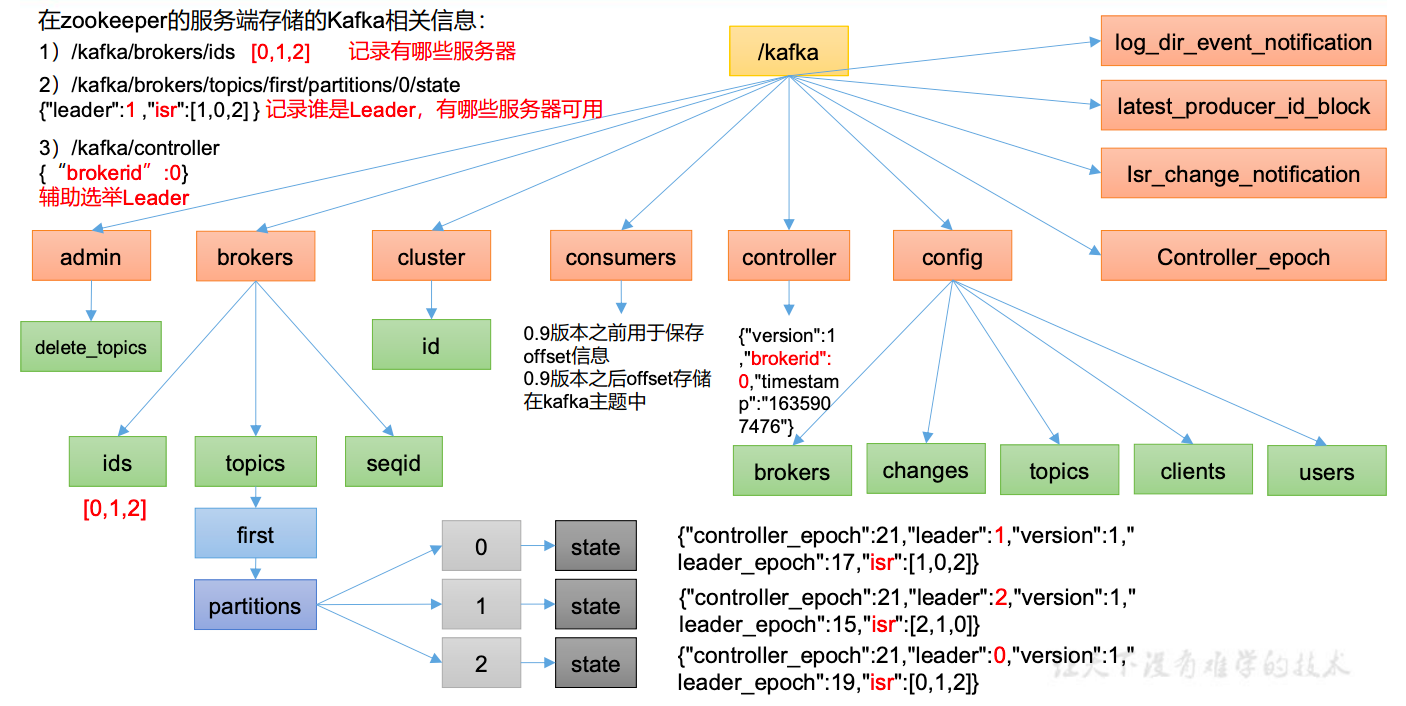 在zookeeper的服务端存储的Kafka相关信息：
1）/kafka/brokers/ids [0,1,2] 记录有哪些服务器
2）/kafka/brokers/topics/first/partitions/0/state
{"leader":1 ,"isr":[1,0,2] } 记录谁是Leader，有哪些服务器可用
3）/kafka/controller
{“brokerid”:0}
辅助选举Leader
/kafka
log_dir_event_notification
latest_producer_id_block
Isr_change_notification
Controller_epoch
admin
brokers
cluster
consumers
controller
config
delete_topics
id
0.9版本之前用于保存
offset信息
0.9版本之后offset存储
在kafka主题中
{"version":1
,"brokerid":
0,"timestam
p":"163590
7476"}
ids
topics
seqid
brokers
changes
topics
clients
users
[0,1,2]
first
partitions
0
state
{"controller_epoch":21,"leader":1,"version":1,"
leader_epoch":17,"isr":[1,0,2]}
1
state
{"controller_epoch":21,"leader":2,"version":1,"
leader_epoch":15,"isr":[2,1,0]}
2
state
{"controller_epoch":21,"leader":0,"version":1,"
leader_epoch":19,"isr":[0,1,2]}
让天下没有难学的技术